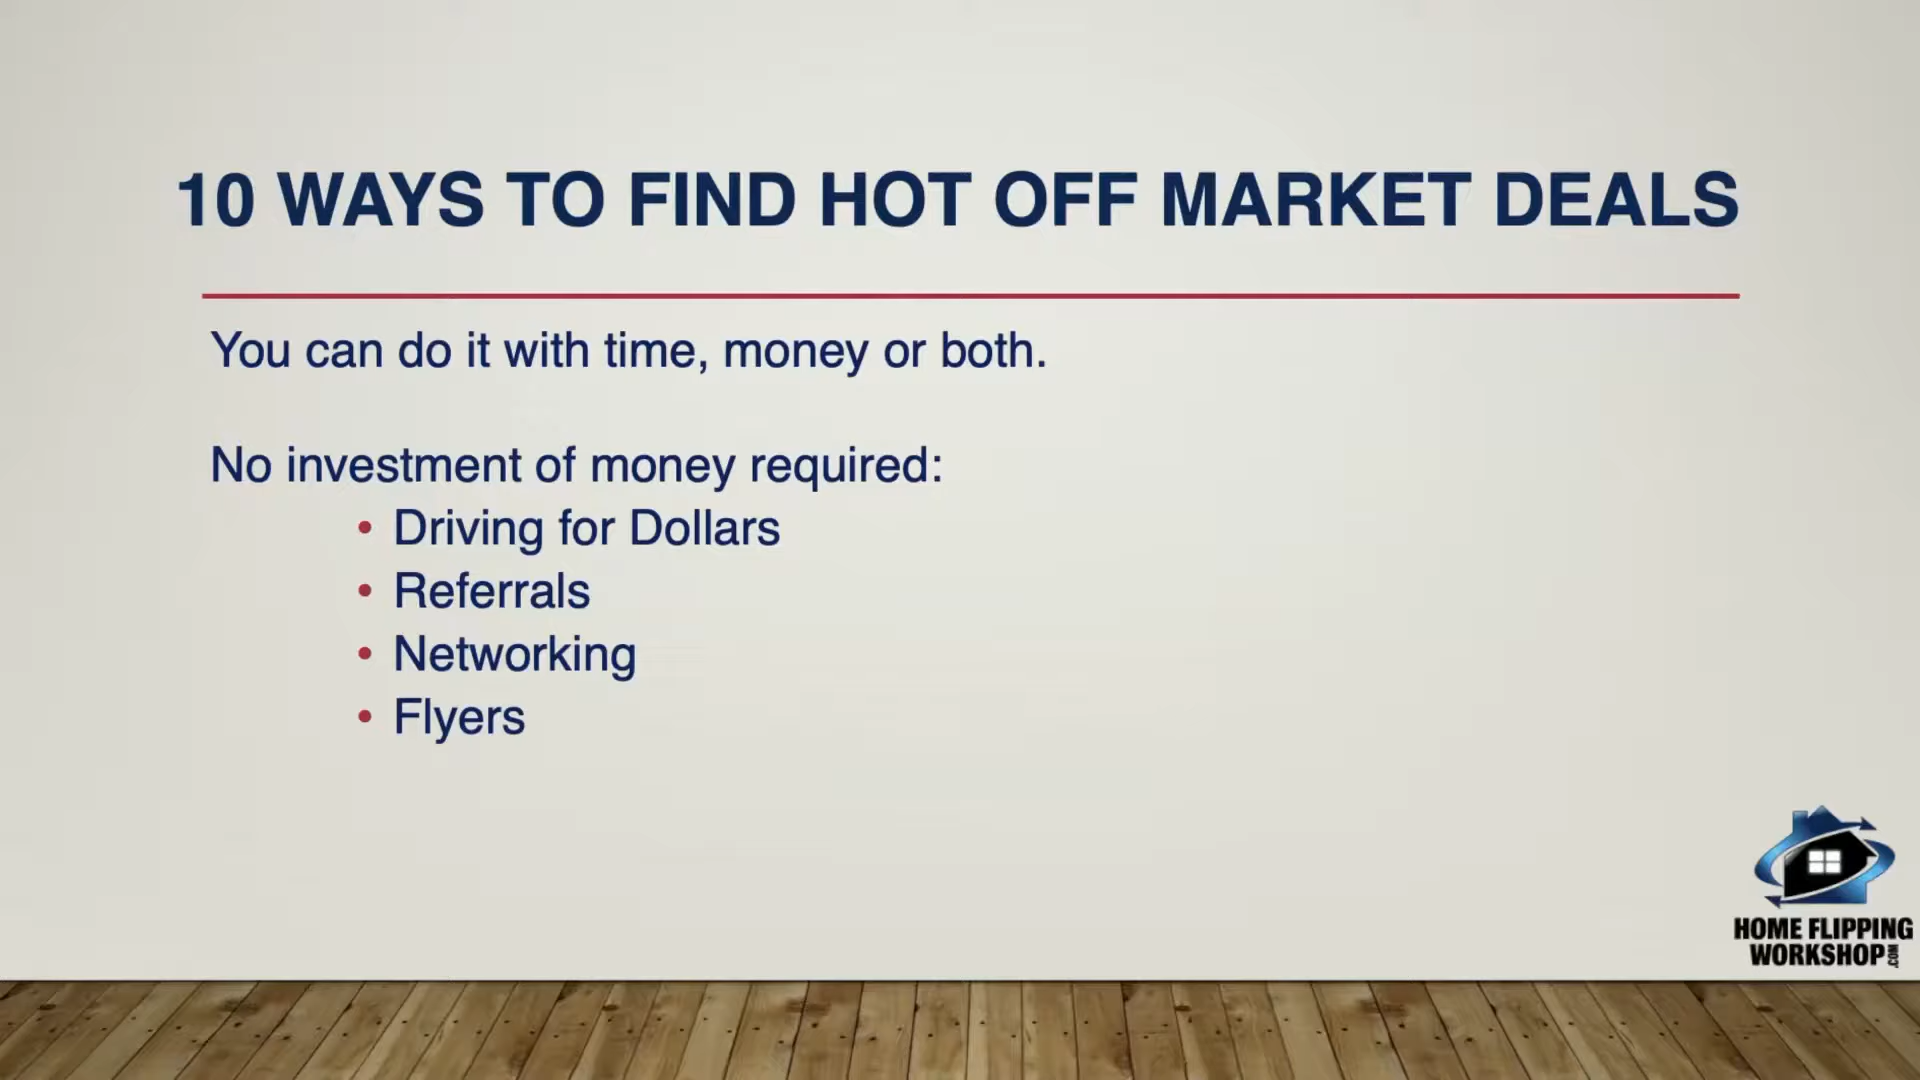 10 WAYS TO FIND HOT OFF MARKET DEALS
You can do it with time, money or both.
No investment of money required:
• Driving for Dollars
• Referrals
• Networking
• Flyers
HOME FLIPPING
WORKSHOP.COM